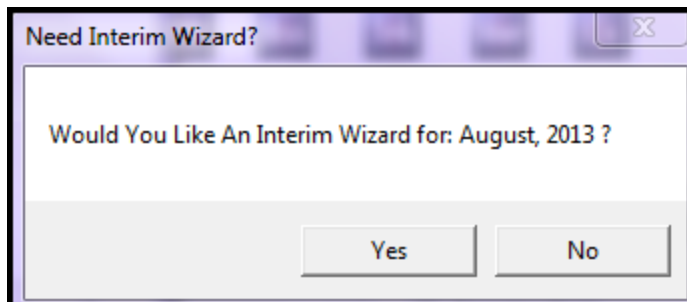 Need Interim Wizard?
Would You Like An Interim Wizard for: August, 2013 ?
Yes
No